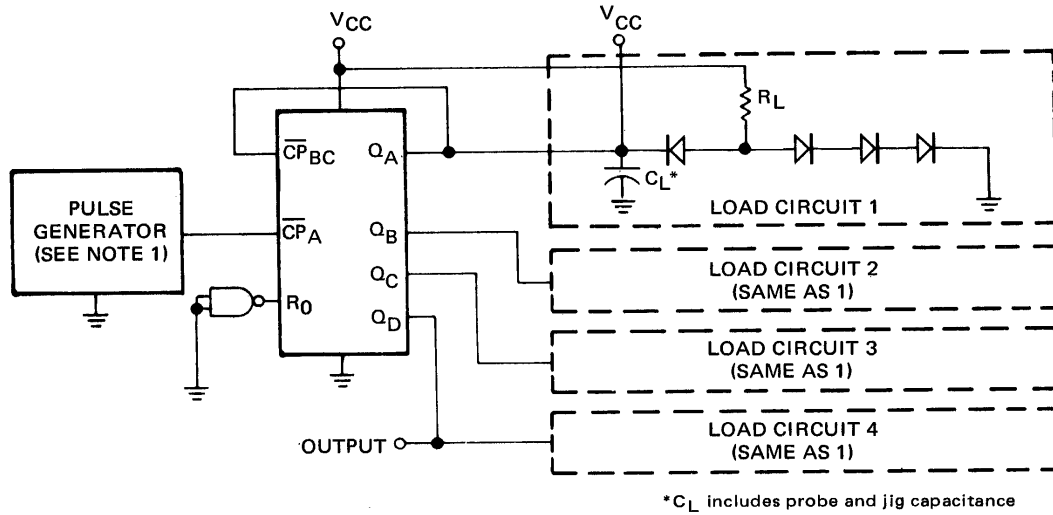 VCC
VCC
CPBC
QA
RL
CL*
LOAD CIRCUIT 1
PULSE
GENERATOR
(SEE NOTE 1)
CPA
QB
LOAD CIRCUIT 2
(SAME AS 1)
QC
R0
QD
LOAD CIRCUIT 3
(SAME AS 1)
OUTPUT
LOAD CIRCUIT 4
(SAME AS 1)
*CL includes probe and jig capacitance